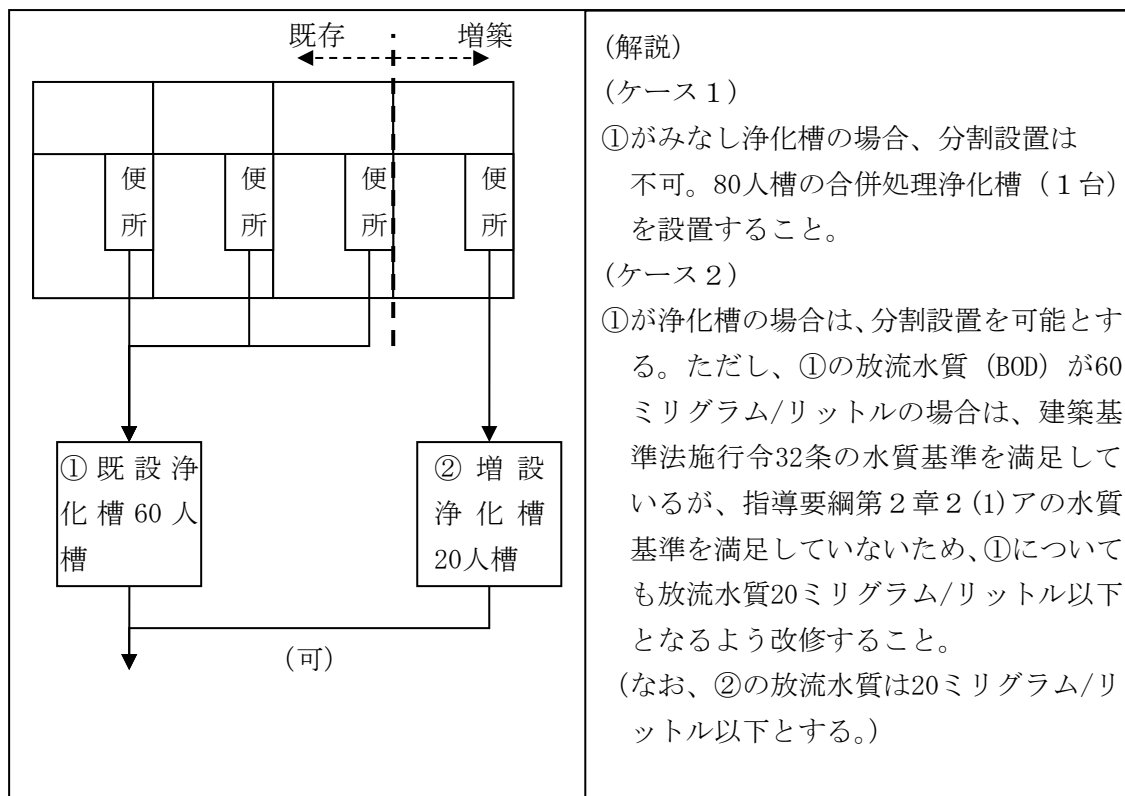 既存 増築
便所 便所 便所 便所
①既設浄
化槽60人
槽
②増設
浄化槽
20人槽
(可)
(解説)
(ケース1)
①がみなし浄化槽の場合、分割設置は
不可。80人槽の合併処理浄化槽(1台)
を設置すること。
(ケース2)
①が浄化槽の場合は、分割設置を可能とす
る。ただし、①の放流水質(BOD)が60
ミリグラム/リットルの場合は、建築基
準法施行令32条の水質基準を満足して
いるが、指導要綱第2章2(1)アの水質
基準を満足していないため、①について
も放流水質20ミリグラム/リットル以下
となるよう改修すること。
(なお、②の放流水質は20ミリグラム/リ
ットル以下とする。)